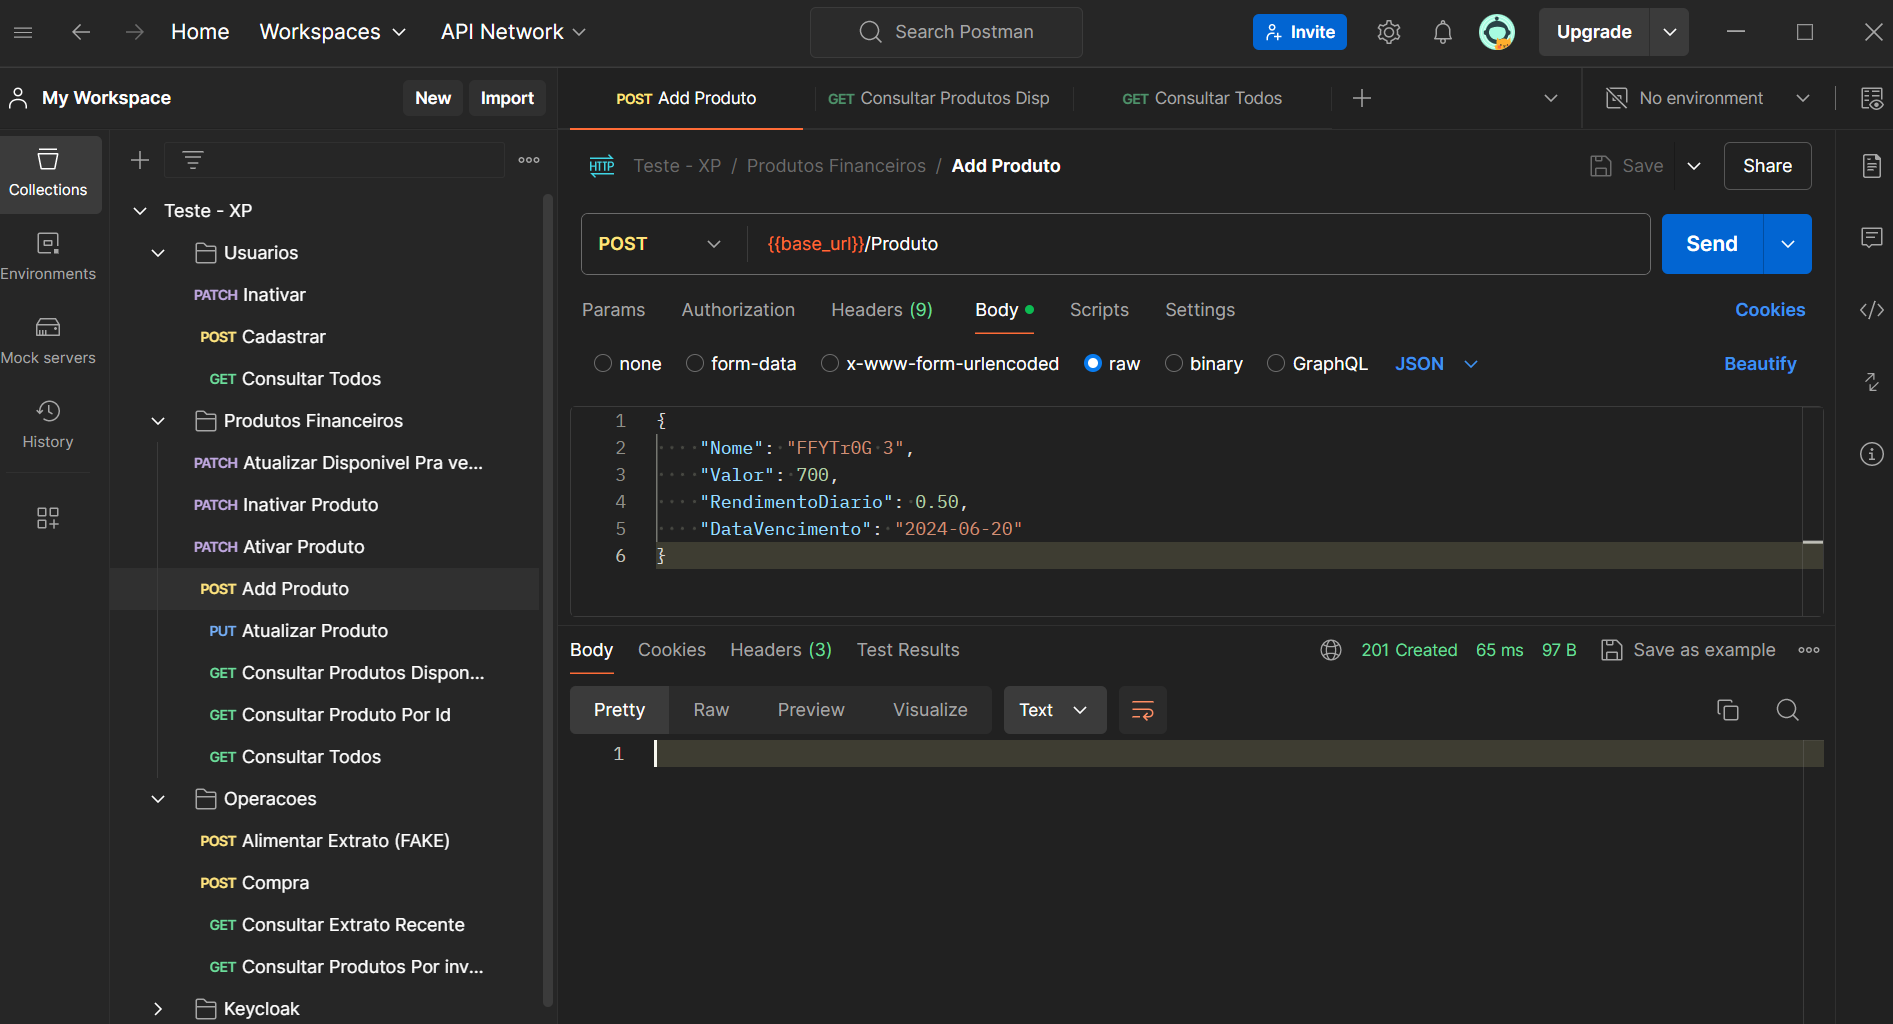 Home Workspaces API Network Search Postman Invite Upgrade
My Workspace New Import
POST Add Produto GET Consultar Produtos Disp GET Consultar Todos No environment
Collections
Environments
Mock servers
History
Teste - XP
Usuarios
PATCH Inativar
POST Cadastrar
GET Consultar Todos
Produtos Financeiros
PATCH Atualizar Disponivel Pra ve...
PATCH Inativar Produto
PATCH Ativar Produto
POST Add Produto
PUT Atualizar Produto
GET Consultar Produtos Dispon...
GET Consultar Produto Por Id
GET Consultar Todos
Operacoes
POST Alimentar Extrato (FAKE)
POST Compra
GET Consultar Extrato Recente
GET Consultar Produtos Por inv...
Keycloak
HTTP Teste - XP / Produtos Financeiros / Add Produto Save Share
POST {{base_url}}/Produto Send
Params Authorization Headers (9) Body Scripts Settings Cookies
none form-data x-www-form-urlencoded raw binary GraphQL JSON Beautify
1 {
2 "Nome": "FFYTr0G 3",
3 "Valor": 700,
4 "RendimentoDiario": 0.50,
5 "DataVencimento": "2024-06-20"
6 }
Body Cookies Headers (3) Test Results 201 Created 65 ms 97 B Save as example
Pretty Raw Preview Visualize Text
1